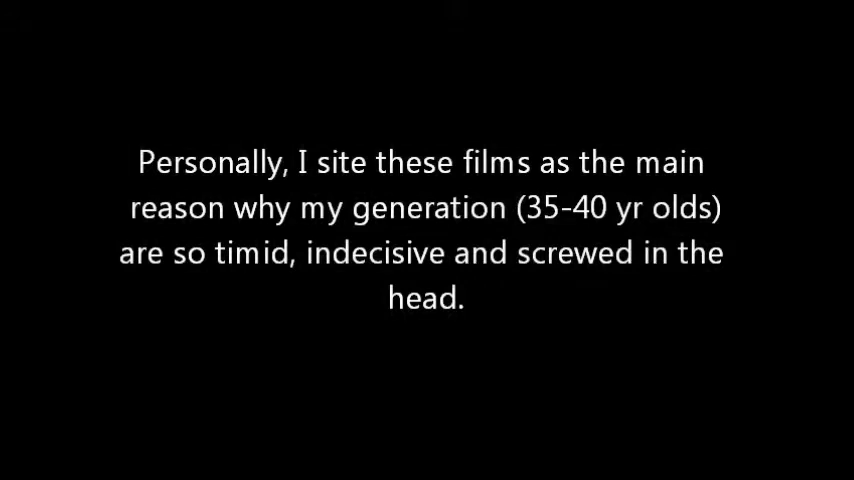 Personally, I site these films as the main
reason why my generation (35-40 yr olds)
are so timid, indecisive and screwed in the
head.